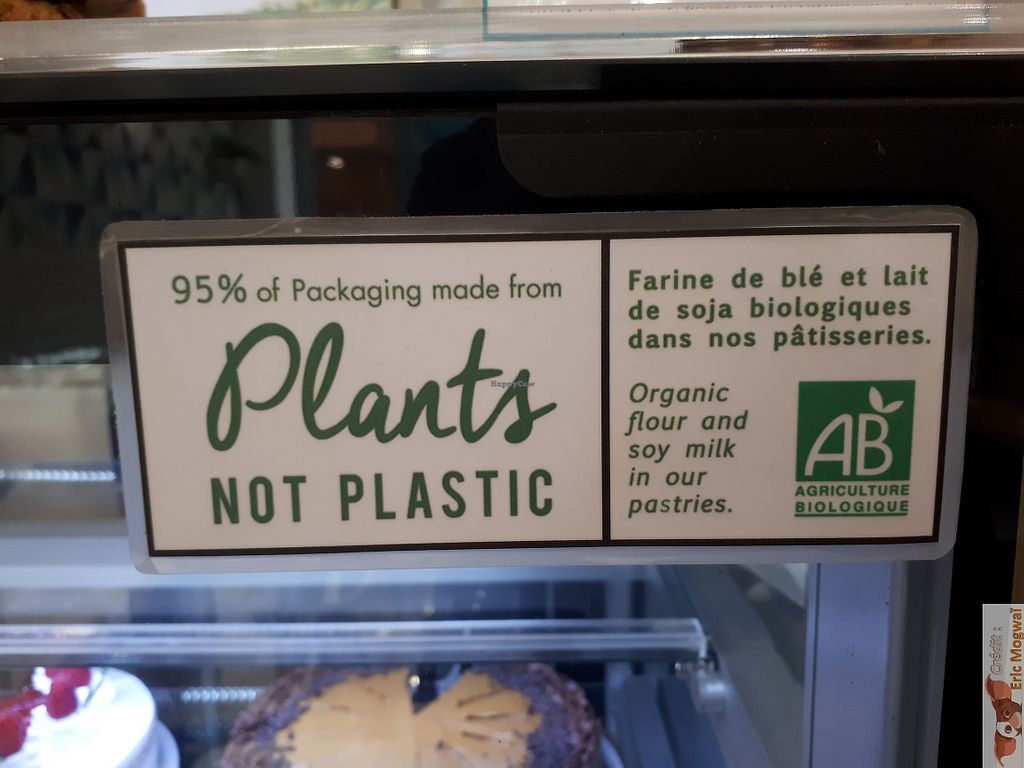 95% of Packaging made from
Plants
NOT PLASTIC
Farine de blé et lait
de soja biologiques
dans nos pâtisseries.
Organic
flour and
soy milk
in our
pastries.
AB
AGRICULTURE
BIOLOGIQUE
HappyCow
Crédit :
Eric Mogwaï